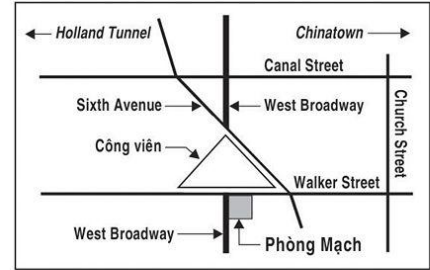 Holland Tunnel
Chinatown
Canal Street
Sixth Avenue
West Broadway
Church Street
Công viên
Walker Street
West Broadway
Phòng Mạch